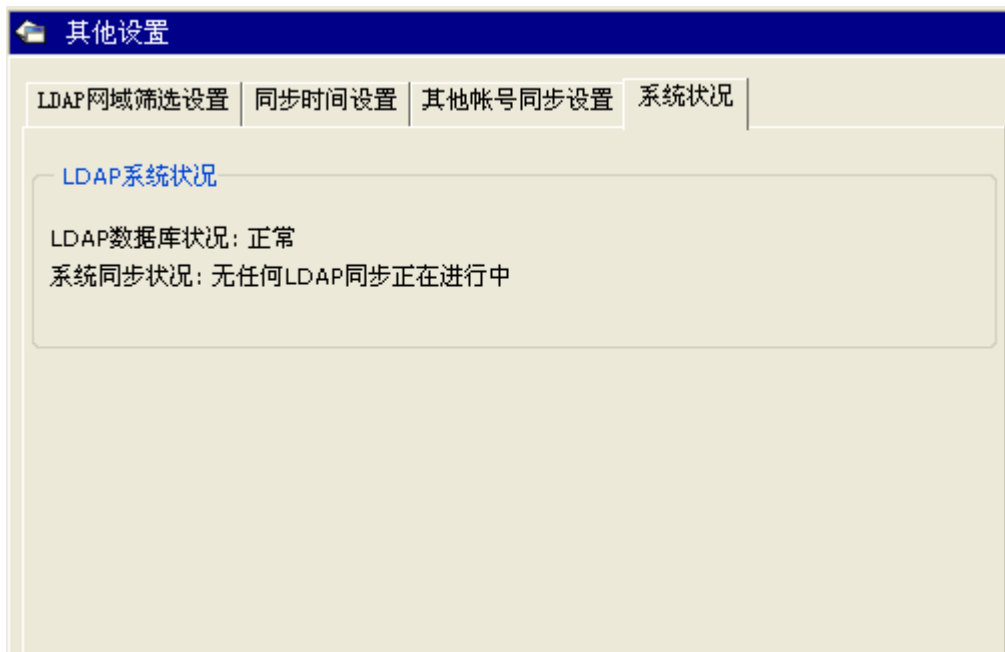 其他设置
LDAP网域筛选设置 同步时间设置 其他帐号同步设置 系统状况
LDAP系统状况
LDAP数据库状况: 正常
系统同步状况: 无任何LDAP同步正在进行中